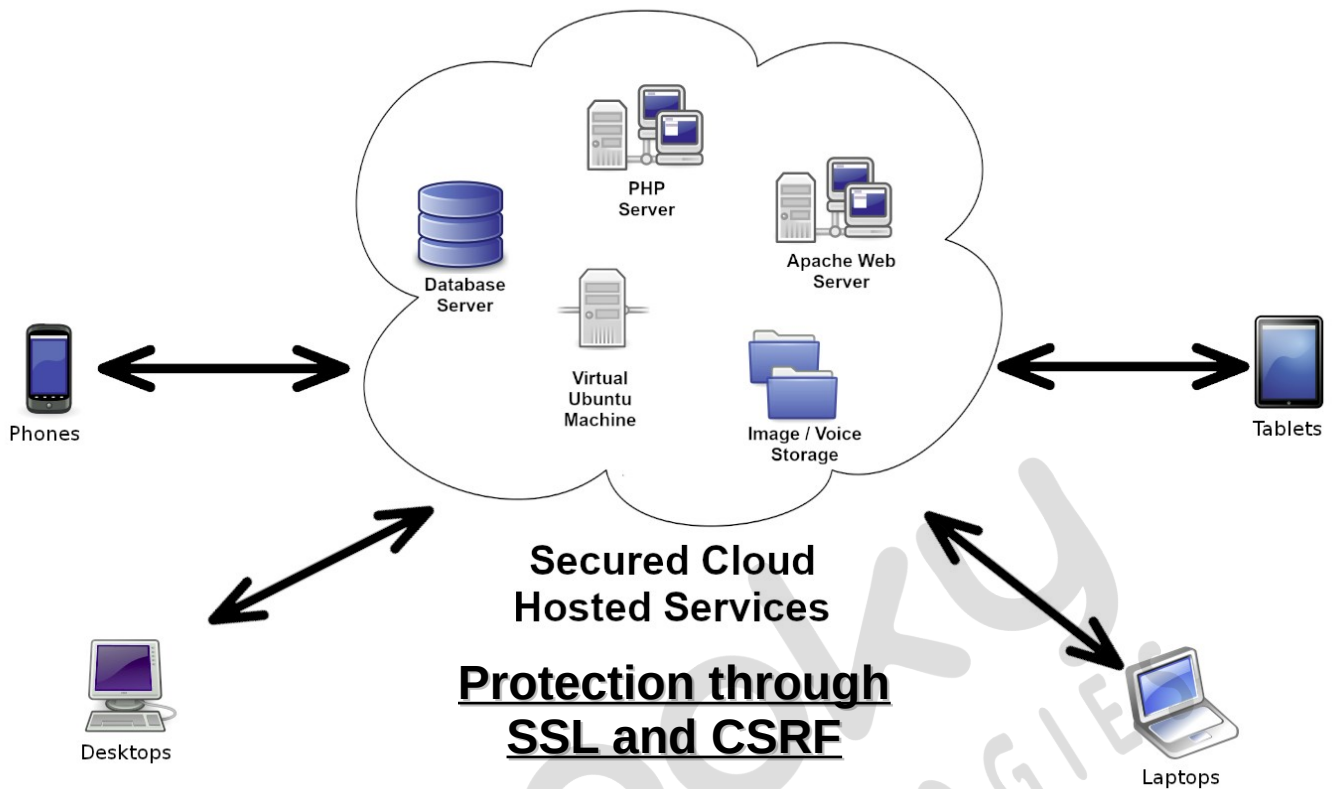 PHP
Server
Apache Web
Server
Database
Server
Virtual
Ubuntu
Machine
Image / Voice
Storage
Phones
Tablets
Secured Cloud
Hosted Services
Protection through
SSL and CSRF
Desktops
Laptops